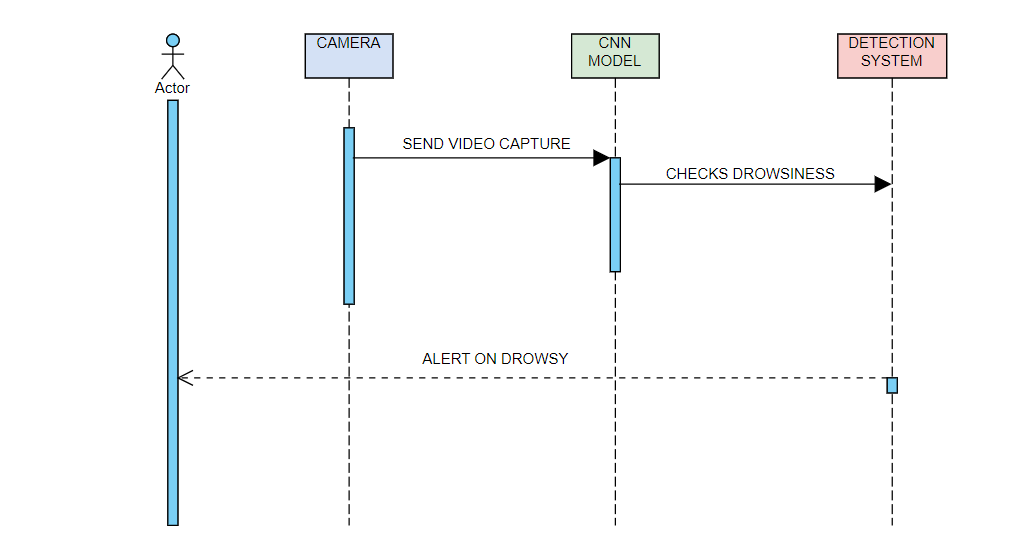 CAMERA
CNN
MODEL
DETECTION
SYSTEM
Actor
SEND VIDEO CAPTURE
CHECKS DROWSINESS
ALERT ON DROWSY